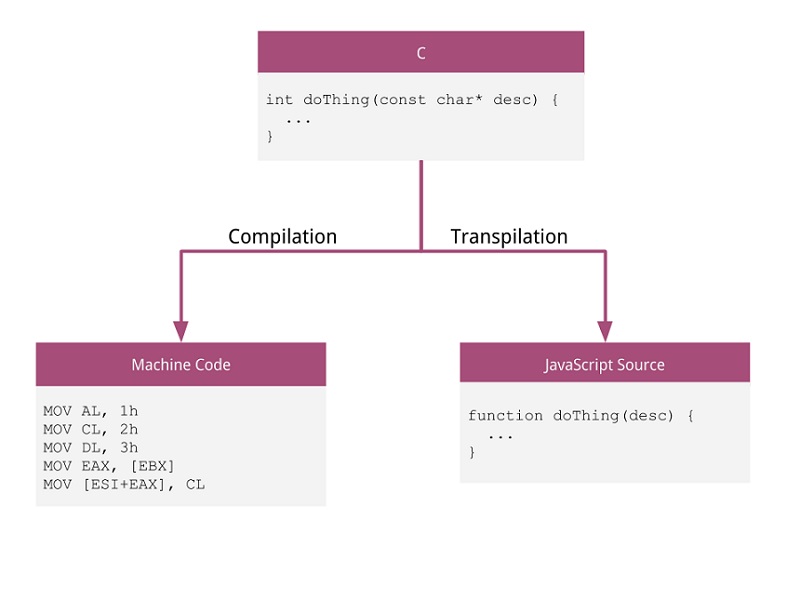 C
int doThing(const char* desc) {
...
}
Compilation
Transpilation
Machine Code
MOV AL, 1h
MOV CL, 2h
MOV DL, 3h
MOV EAX, [EBX]
MOV [ESI+EAX], CL
JavaScript Source
function doThing(desc) {
...
}